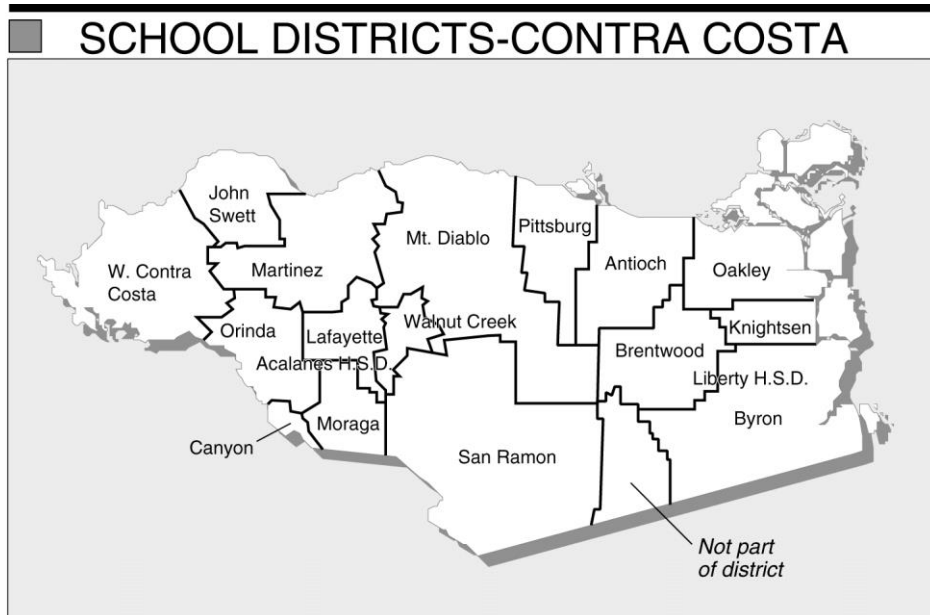 SCHOOL DISTRICTS-CONTRA COSTA
John
Swett
W. Contra
Costa
Martinez
Mt. Diablo
Pittsburg
Antioch
Oakley
Orinda
Lafayette
Walnut Creek
Knightsen
Brentwood
Acalanes H.S.D.
Liberty H.S.D.
Byron
Moraga
Canyon
San Ramon
Not part
of district